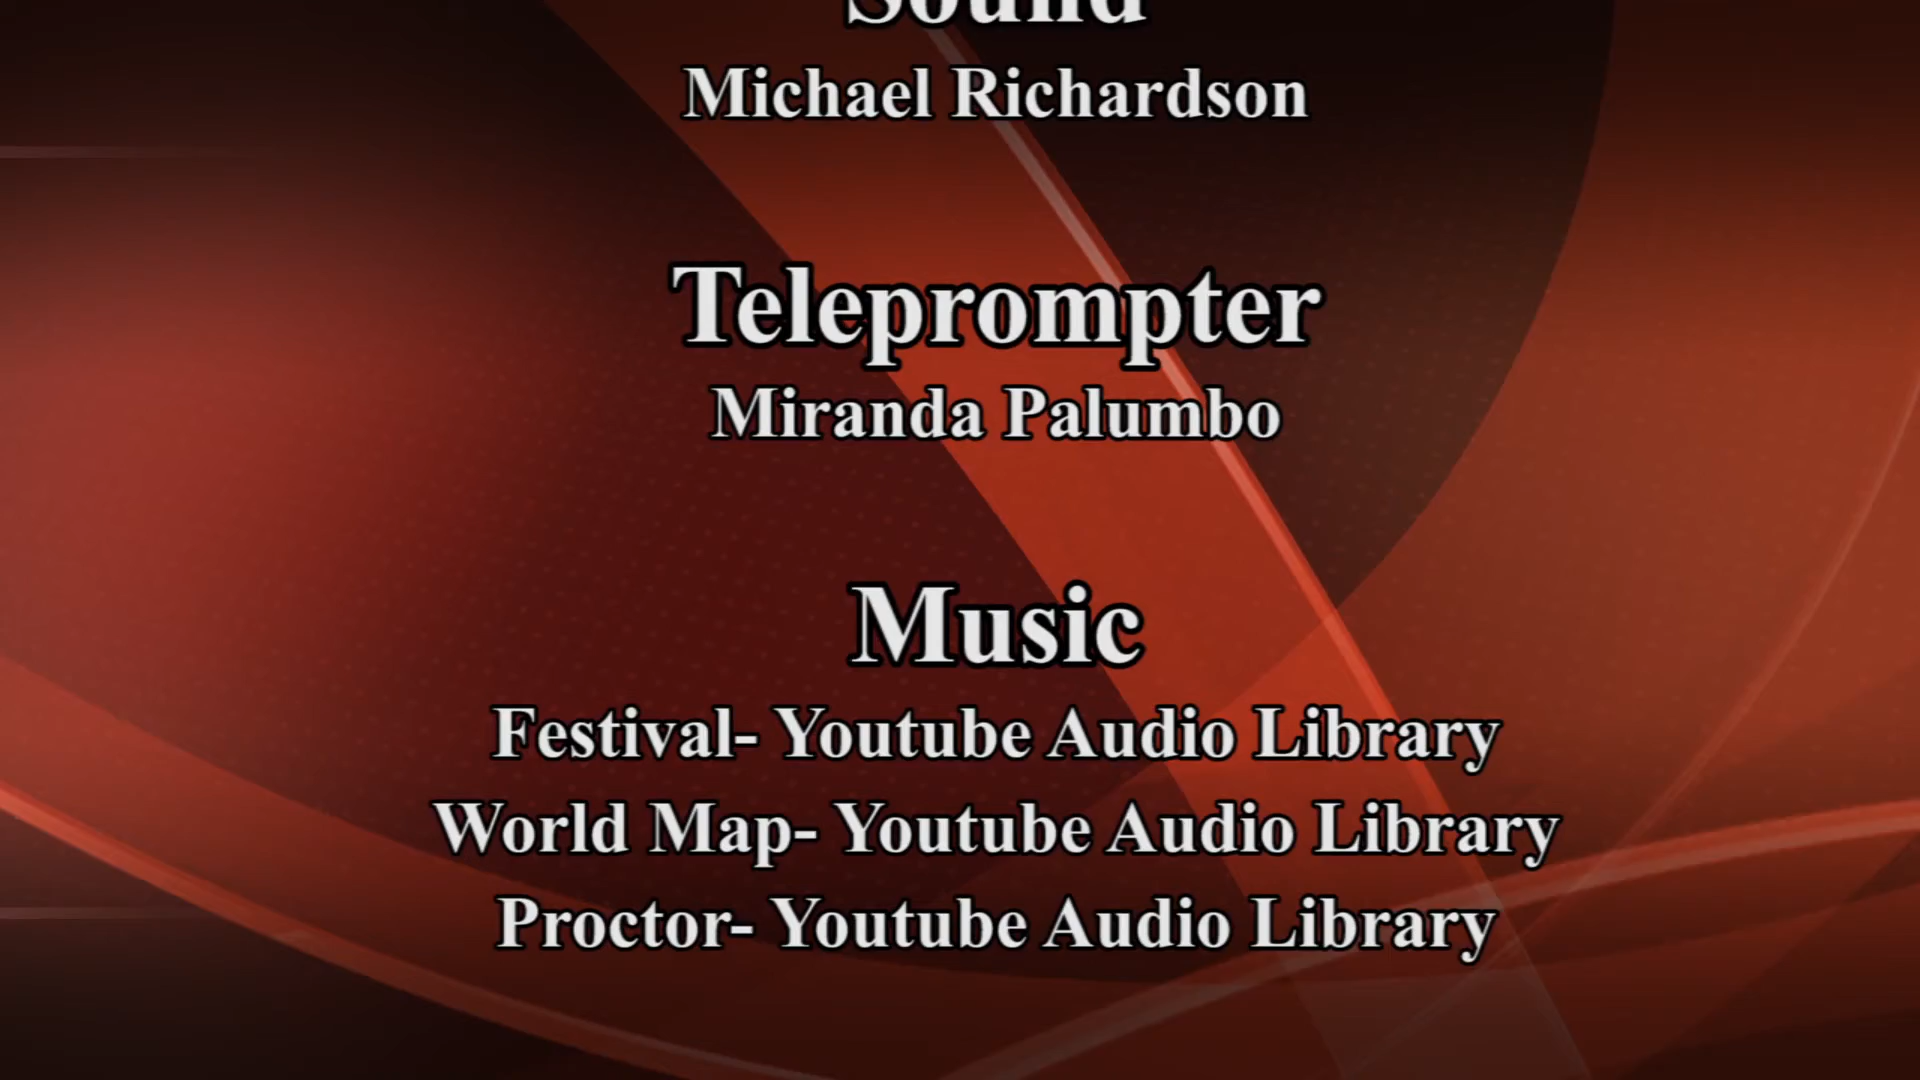 Sound
Michael Richardson
Teleprompter
Miranda Palumbo
Music
Festival- Youtube Audio Library
World Map- Youtube Audio Library
Proctor- Youtube Audio Library